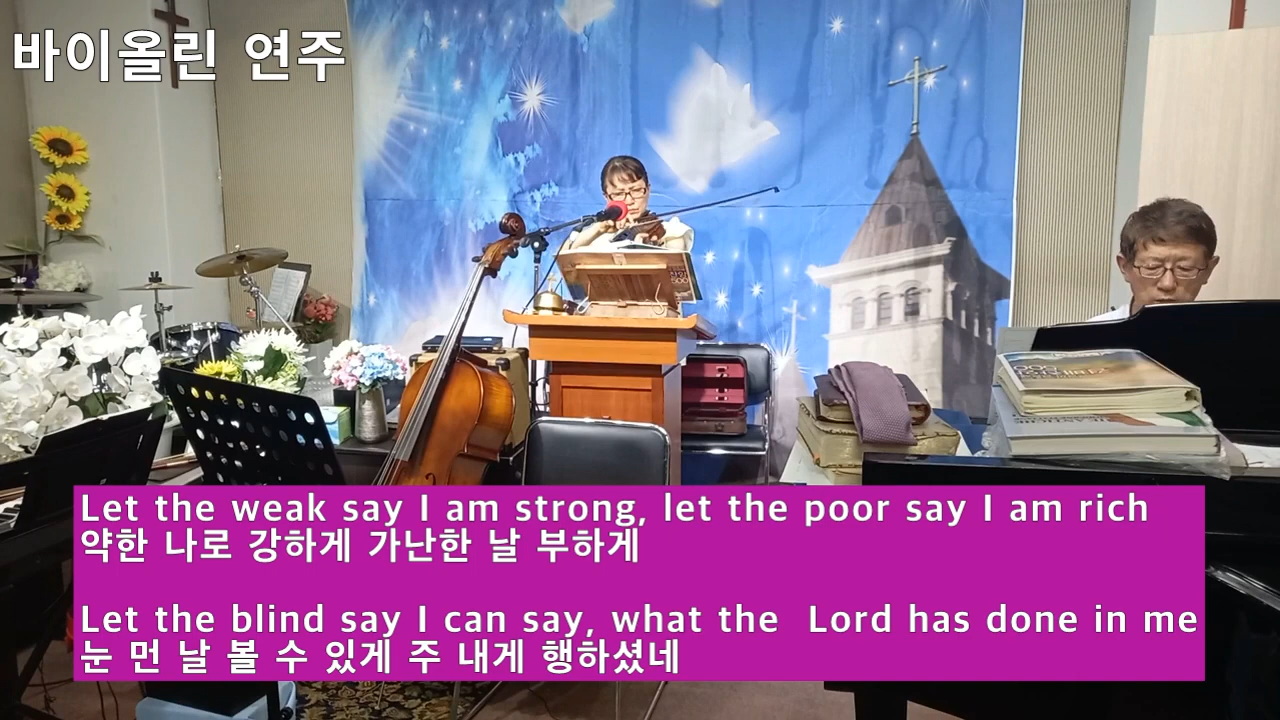 바이올린 연주
Let the weak say I am strong, let the poor say I am rich
약한 나로 강하게 가난한 날 부하게
Let the blind say I can say, what the  Lord has done in me
눈 먼 날 볼 수 있게 주 내게 행하셨네